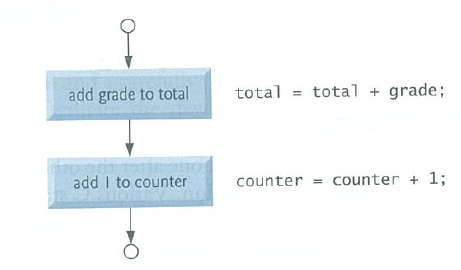 add grade to total
total = total + grade;
add 1 to counter
counter = counter + 1;